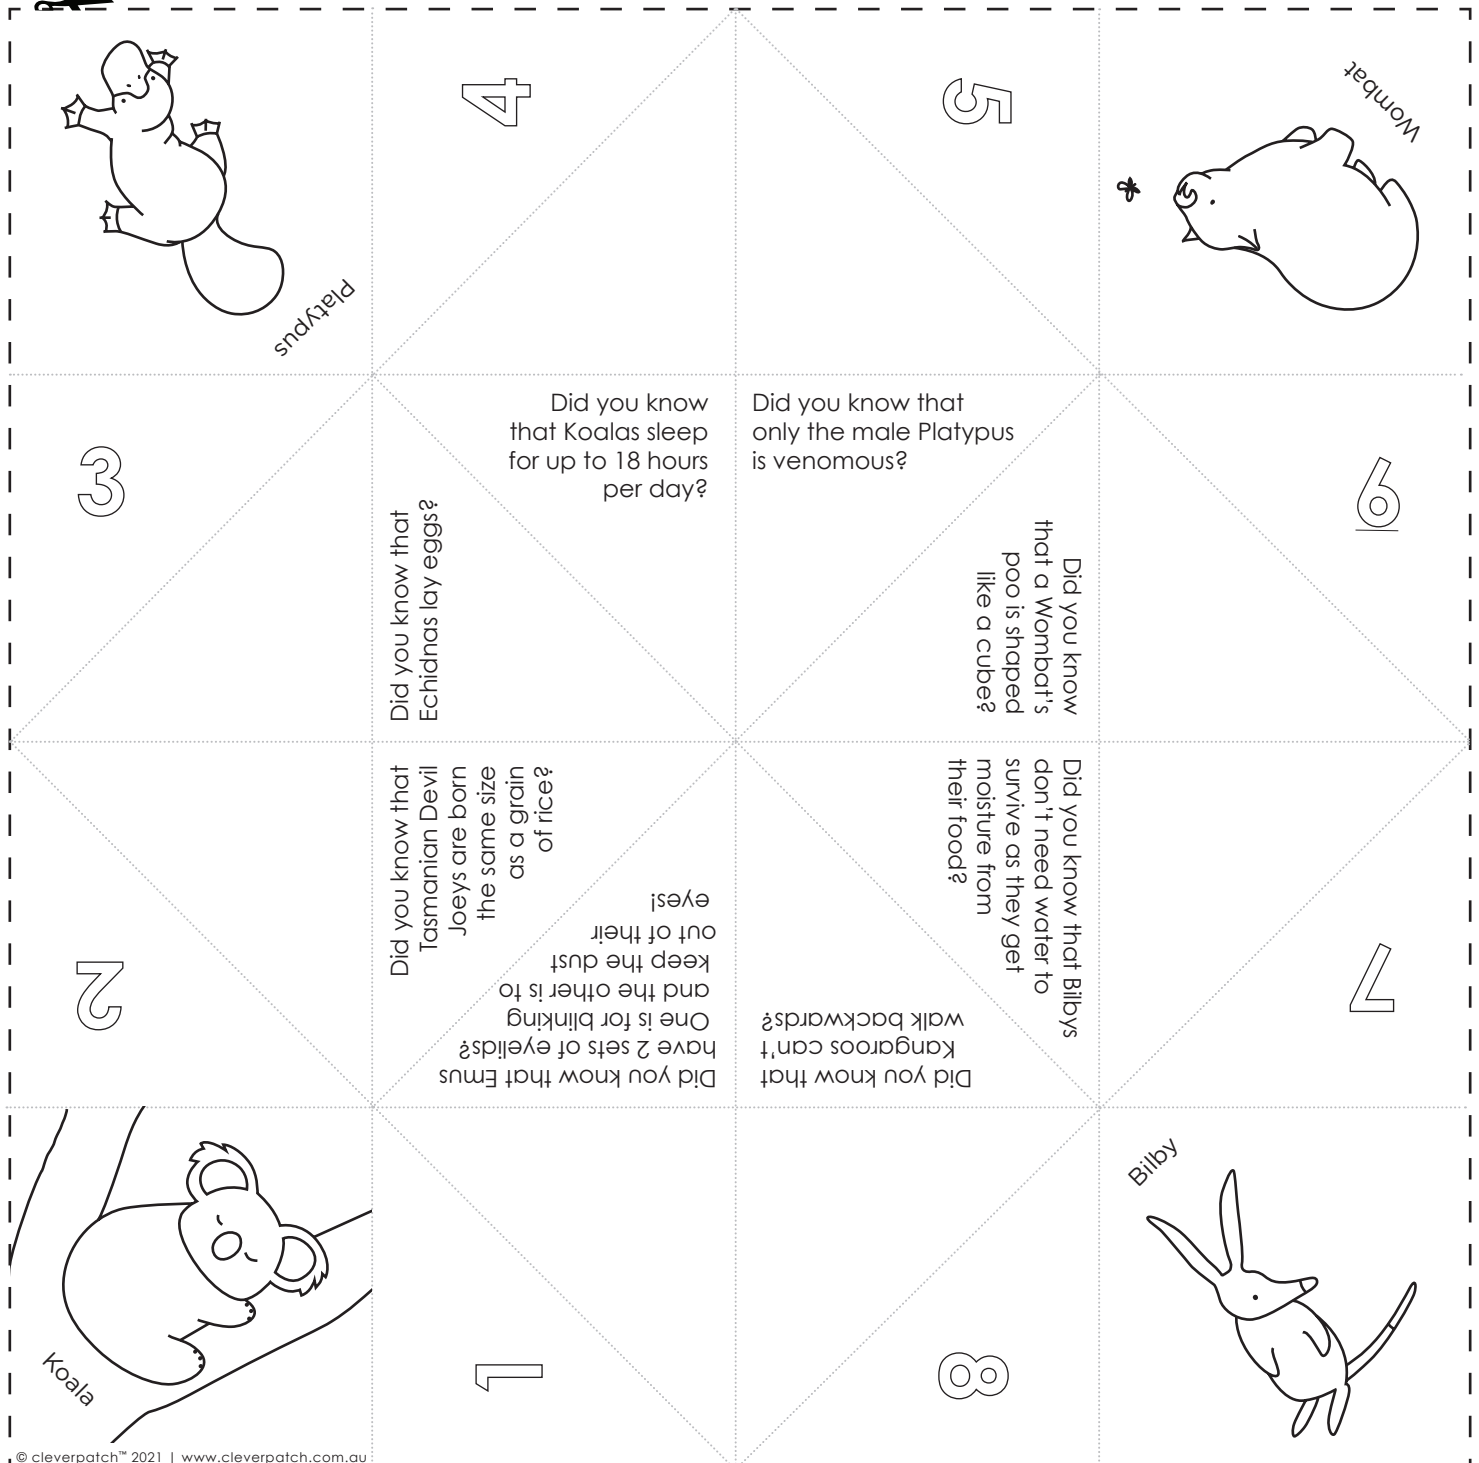 Platypus
4
5
Wombat
3
Did you know
that Koalas sleep
for up to 18 hours
per day?
Did you know that
only the male Platypus
is venomous?
6
Did you know that
Echidnas lay eggs?
Did you know
that a Wombat's
poo is shaped
like a cube?
2
Did you know that
Tasmanian Devil
Joeys are born
the same size
as a grain
of rice?
Did you know that Emus
have 2 sets of eyelids?
One is for blinking
and the other is to
keep the dust
out of their
eyes!
Did you know that
Kangaroos can't
walk backwards?
Did you know that Bilbys
don't need water to
survive as they get
moisture from
their food?
7
Koala
1
8
Bilby
© cleverpatch™ 2021 | www.cleverpatch.com.au